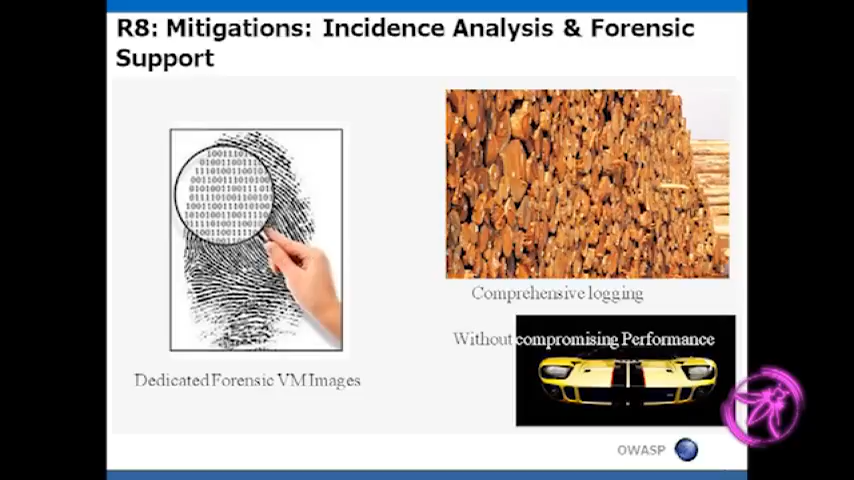 R8: Mitigations: Incidence Analysis & Forensic
Support
Dedicated Forensic VM Images
Comprehensive logging
Without compromising Performance
OWASP